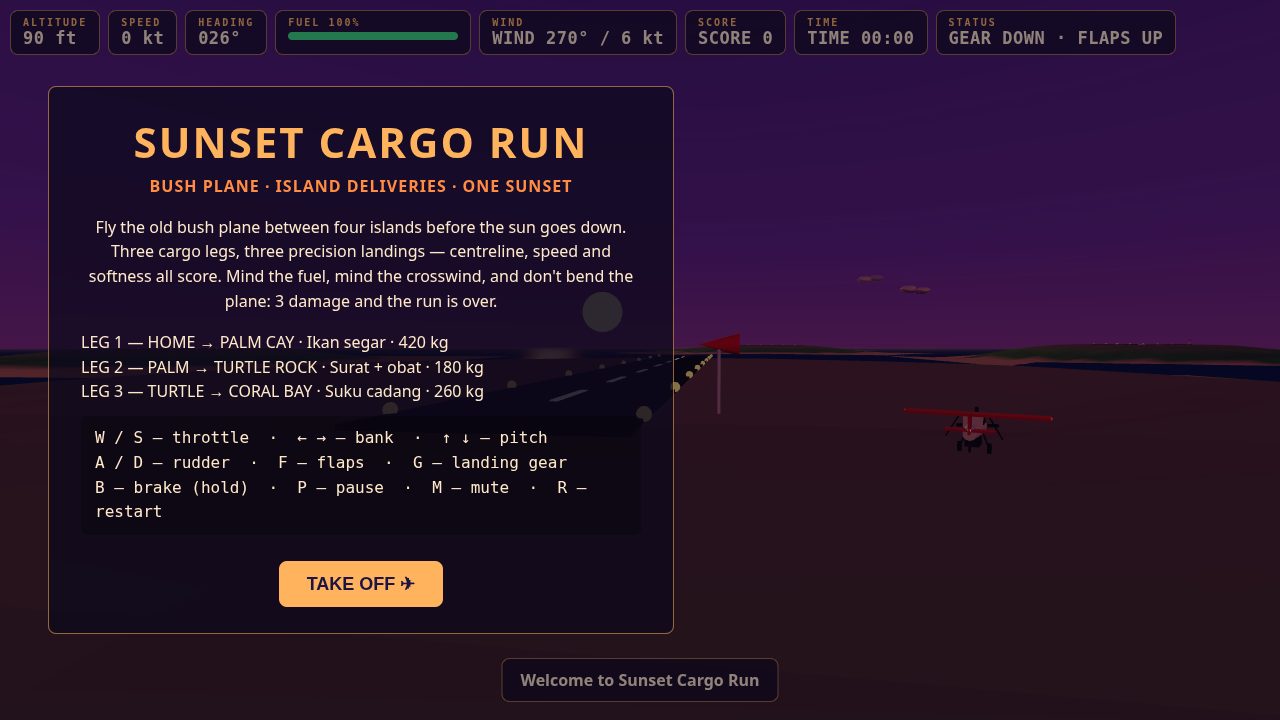 ALTITUDE
90 ft
SPEED
0 kt
HEADING
026°
FUEL 100%
WIND
WIND 270° / 6 kt
SCORE
SCORE 0
TIME
TIME 00:00
STATUS
GEAR DOWN · FLAPS UP
SUNSET CARGO RUN
BUSH PLANE · ISLAND DELIVERIES · ONE SUNSET
Fly the old bush plane between four islands before the sun goes down.
Three cargo legs, three precision landings — centreline, speed and
softness all score. Mind the fuel, mind the crosswind, and don't bend the
plane: 3 damage and the run is over.
LEG 1 — HOME → PALM CAY · Ikan segar · 420 kg
LEG 2 — PALM → TURTLE ROCK · Surat + obat · 180 kg
LEG 3 — TURTLE → CORAL BAY · Suku cadang · 260 kg
W / S — throttle · ← → — bank · ↑ ↓ — pitch
A / D — rudder · F — flaps · G — landing gear
B — brake (hold) · P — pause · M — mute · R —
restart
TAKE OFF ✈
Welcome to Sunset Cargo Run